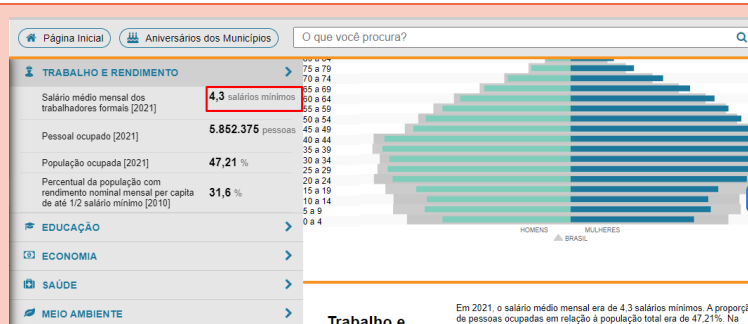 Página Inicial
Aniversários dos Municípios
O que você procura?
TRABALHO E RENDIMENTO
Salário médio mensal dos
trabalhadores formais [2021]
4,3 salários mínimos
Pessoal ocupado [2021]
5.852.375 pessoas
População ocupada [2021]
47,21 %
Percentual da população com
rendimento nominal mensal per capita
de até 1/2 salário mínimo [2010]
31,6 %
EDUCAÇÃO
ECONOMIA
SAÚDE
MEIO AMBIENTE
75 a 79
70 a 74
65 a 69
60 a 64
55 a 59
50 a 54
45 a 49
40 a 44
35 a 39
30 a 34
25 a 29
20 a 24
15 a 19
10 a 14
5 a 9
0 a 4
HOMENS
MULHERES
BRASIL
Trabalho e
Em 2021, o salário médio mensal era de 4,3 salários mínimos. A proporçã
de pessoas ocupadas em relação à população total era de 47,21%. Na